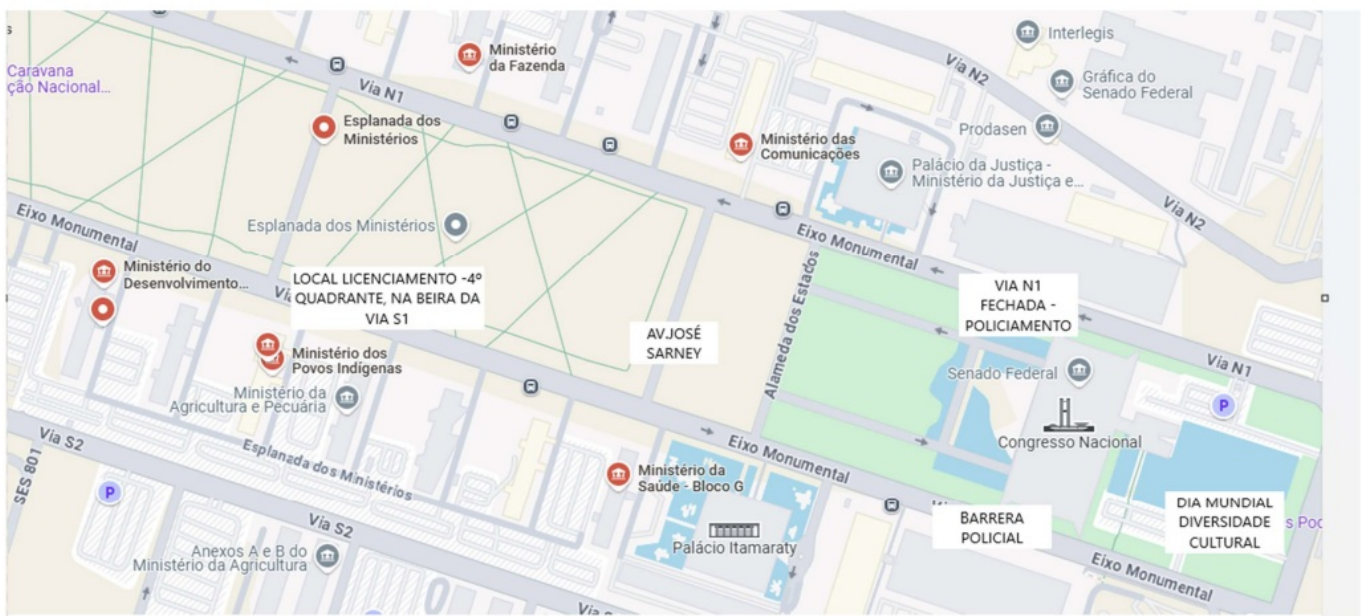 Interlegis
Ministério
da Fazenda
Via N2
Caravana
ção Nacional...
Gráfica do
Senado Federal
Via N1
Esplanada dos
Ministérios
Prodasen
Ministério das
Comunicações
Palácio da Justiça -
Ministério da Justiça e...
Via N2
Eixo Monumental
Esplanada dos Ministérios
Eixo Monumental
Ministério do
Desenvolvimento...
LOCAL LICENCIAMENTO -4º
QUADRANTE, NA BEIRA DA
VIA S1
Alameda dos Estados
VIA N1
FECHADA -
POLICIAMENTO
AV.JOSÉ
SARNEY
Ministério dos
Povos Indígenas
Via N1
Senado Federal
Ministério da
Agricultura e Pecuária
P
Congresso Nacional
Via S2
Eixo Monumental
Esplanada dos Ministérios
SES 801
Ministério da
Saúde - Bloco G
P
DIA MUNDIAL
DIVERSIDADE
CULTURAL
BARRERA
POLICIAL
Via S2
Palácio Itamaraty
Anexos A e B do
Ministério da Agricultura
Eixo Monumental